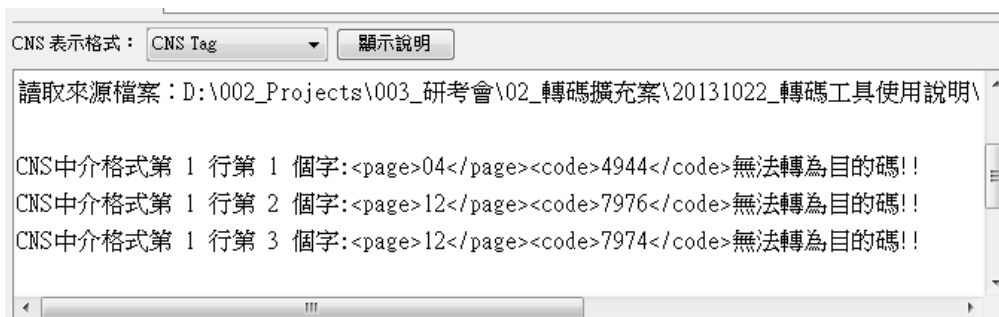 CNS 表示格式： CNS Tag 顯示說明
讀取來源檔案：D:\002_Projects\003_研考會\02_轉碼擴充案\20131022_轉碼工具使用說明\
CNS中介格式第 1 行第 1 個字:<page>04</page><code>4944</code>無法轉為目的碼!!
CNS中介格式第 1 行第 2 個字:<page>12</page><code>7976</code>無法轉為目的碼!!
CNS中介格式第 1 行第 3 個字:<page>12</page><code>7974</code>無法轉為目的碼!!